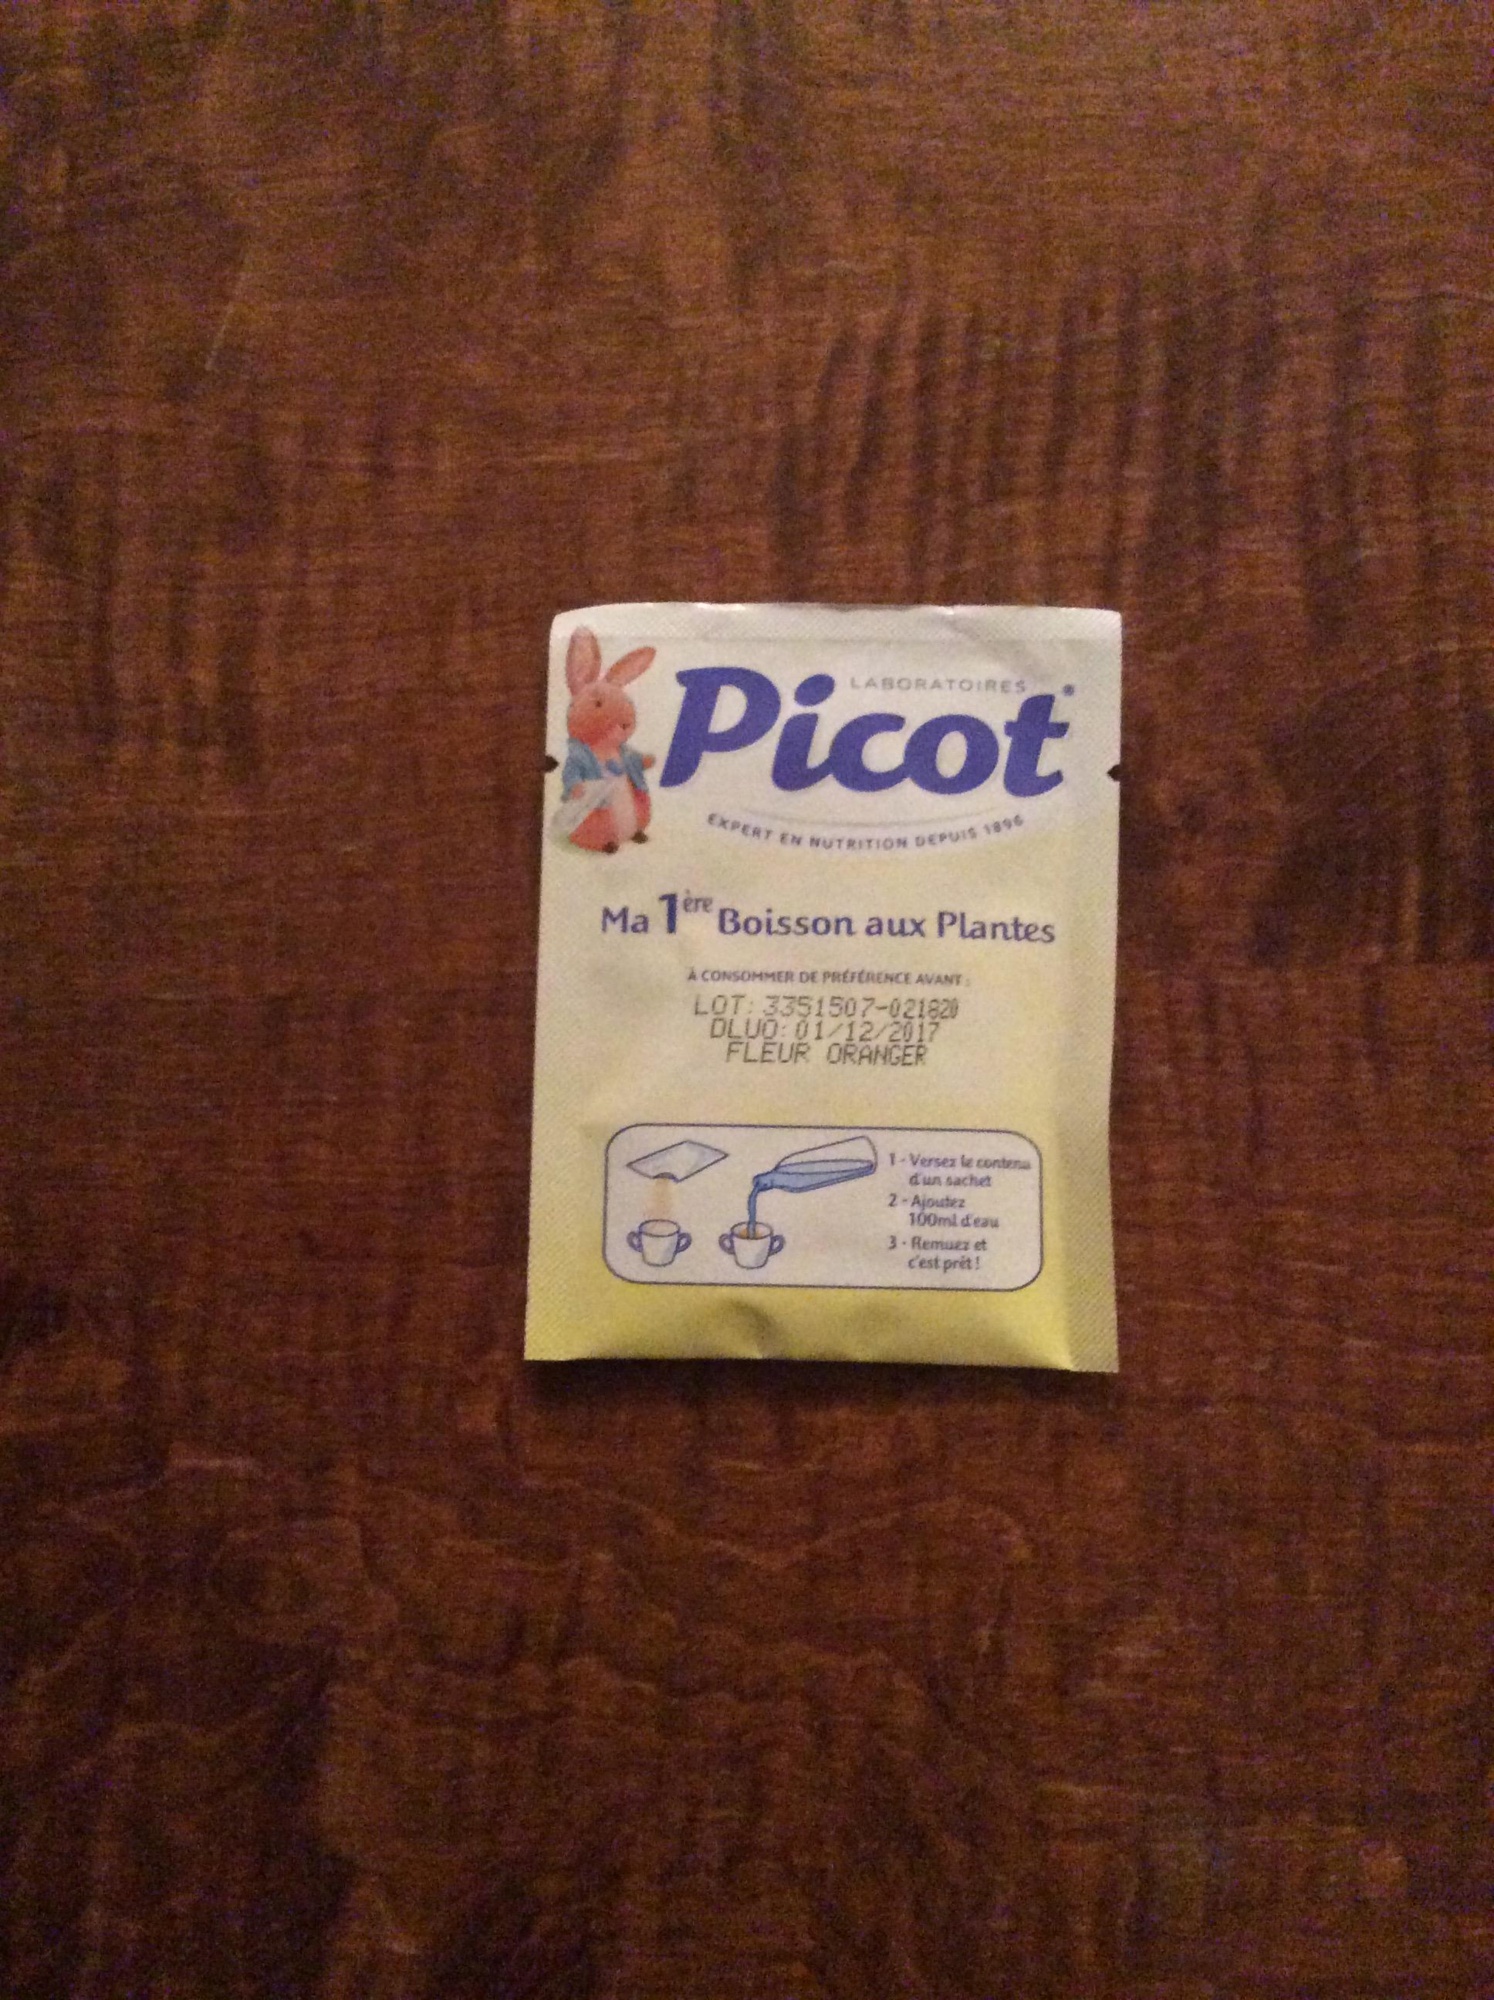 LABORATOIRES
Picot®
EXPERT EN NUTRITION DEPUIS 1896
Ma 1ère Boisson aux Plantes
À CONSOMMER DE PRÉFÉRENCE AVANT :
LOT: 3351507-021820
DLUO: 01/12/2017
FLEUR ORANGER
1 - Versez le contenu
d'un sachet
2 - Ajoutez
100ml d'eau
3 - Remuez et
c'est prêt !